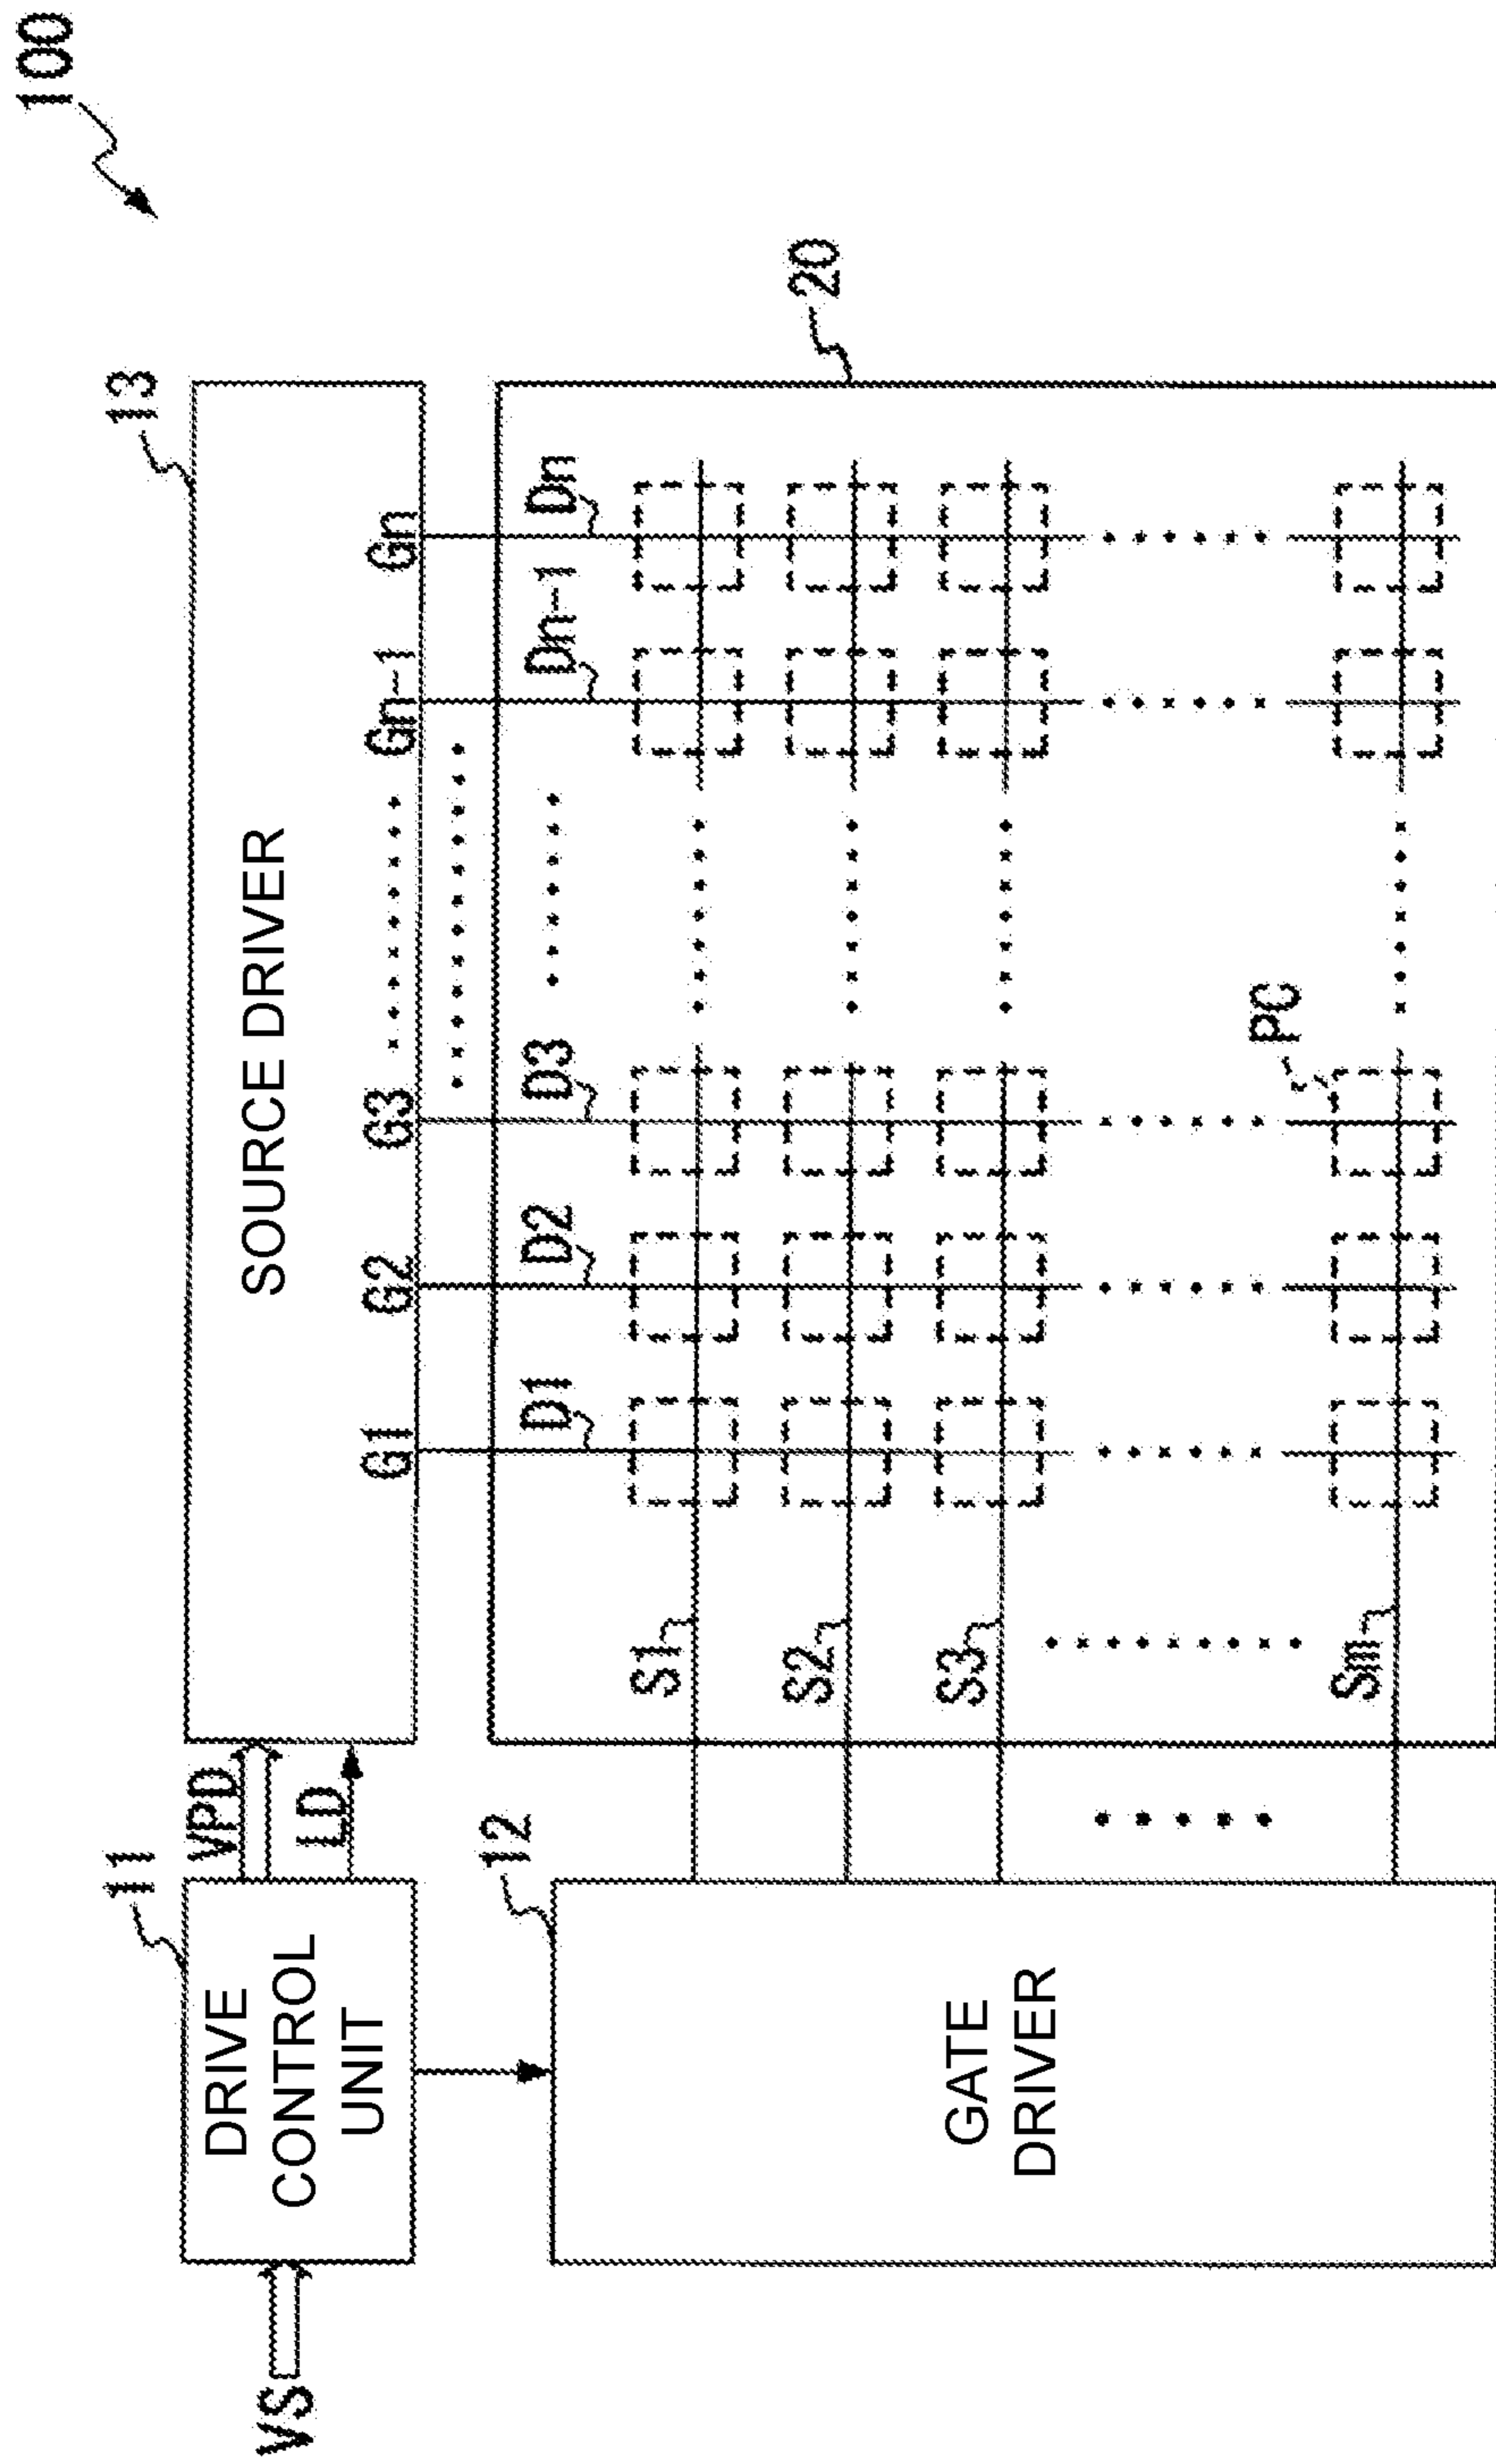 100
11
VPD
LD
13
VS
DRIVE
CONTROL
UNIT
SOURCE DRIVER
G1
G2
G3
Gn-1
Gn
12
20
D1
D2
D3
Dn-1
Dn
GATE
DRIVER
S1
S2
S3
PC
Sm